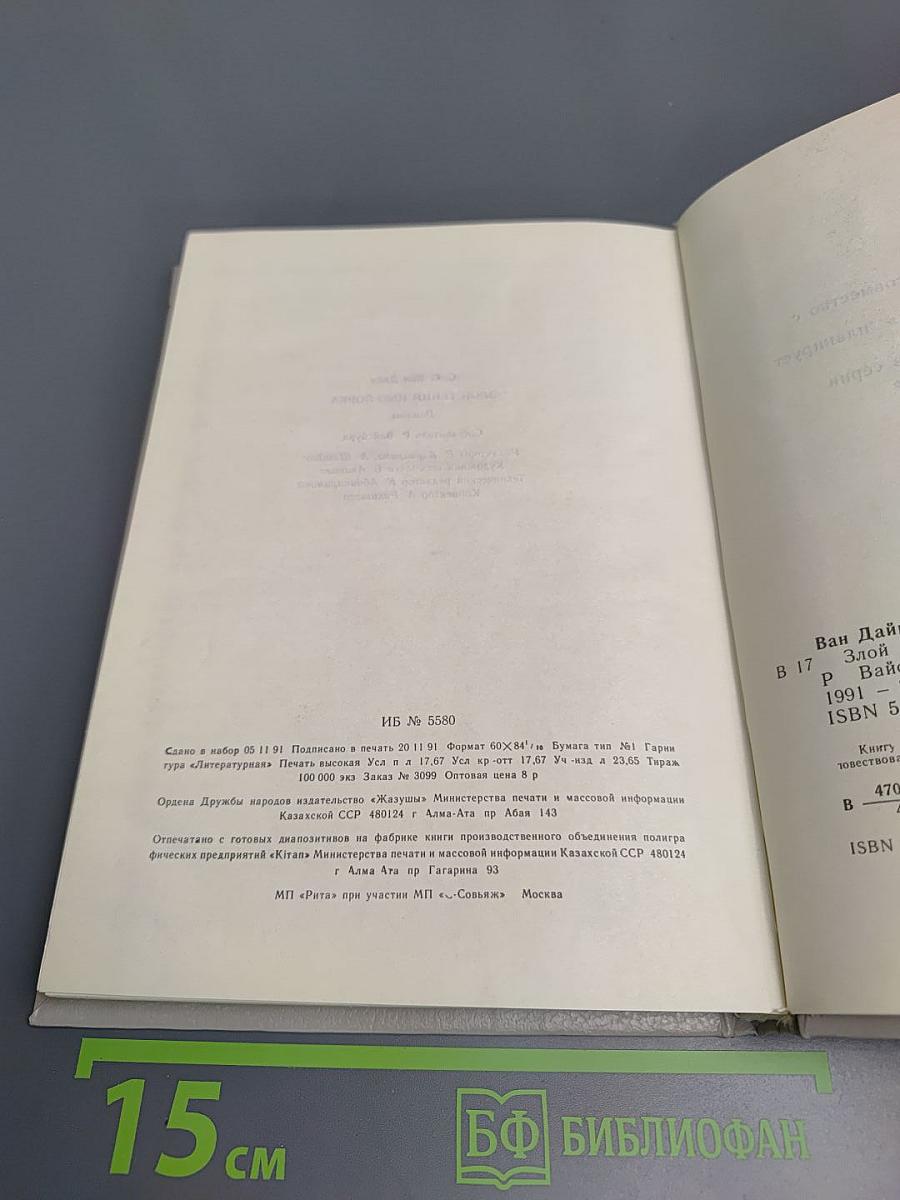 ИБ № 5580
Сдано в набор 05 11 91 Подписано в печать 20 11 91 Формат 60×84¹/₁₆ Бумага тип №1 Гарни
тура «Литературная» Печать высокая Усл п л 17,67 Усл кр-отт 17,67 Уч-изд л 23,65 Тираж
100 000 экз Заказ № 3099 Оптовая цена 8 р
Ордена Дружбы народов издательство «Жазушы» Министерства печати и массовой информации
Казахской ССР 480124 г Алма-Ата пр Абая 143
Отпечатано с готовых диапозитивов на фабрике книги производственного объединения полигра
фических предприятий «Кітап» Министерства печати и массовой информации Казахской ССР 480124
г Алма Ата пр Гагарина 93
МП «Рита» при участии МП Москва
Ван Дай
В 17 Злой
Р Вайс
1991 –
ISBN 5
Книгу
повествова
В 470
ISBN
15 см
БФ БИБЛИОФАН